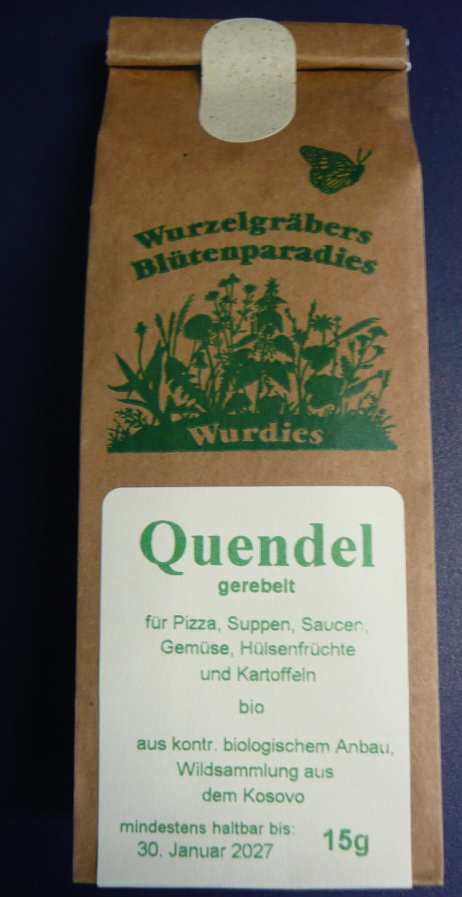 Wurzelgräbers
Blütenparadies
Wurdies
Quendel
gerebelt
für Pizza, Suppen, Saucen,
Gemüse, Hülsenfrüchte
und Kartoffeln
bio
aus kontr. biologischem Anbau,
Wildsammlung aus
dem Kosovo
mindestens haltbar bis:
30. Januar 2027
15g